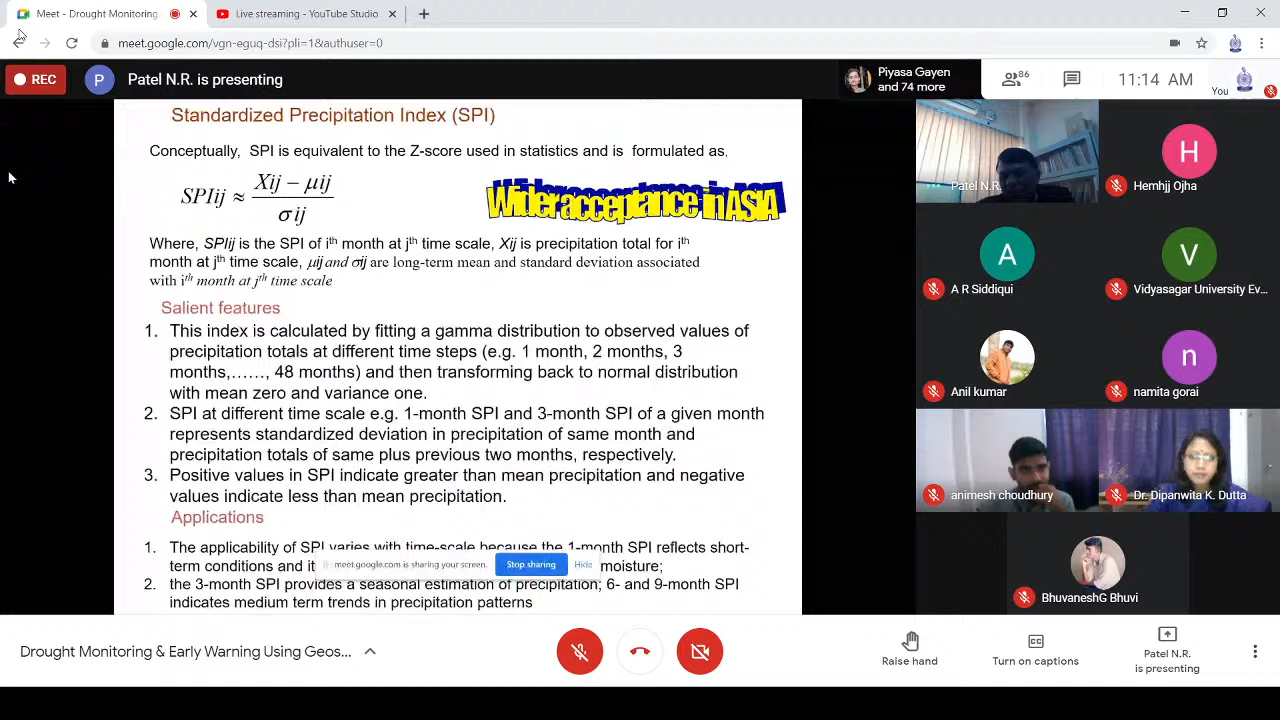 Meet - Drought Monitoring
Live streaming - YouTube Studio
meet.google.com/vgn-eguq-dsi?pli=1&authuser=0
REC
P
Patel N.R. is presenting
Piyasa Gayen
and 74 more
86
11:14 AM
You
Standardized Precipitation Index (SPI)
Conceptually, SPI is equivalent to the Z-score used in statistics and is formulated as,
SPIij ≈ Xij − μij
σ ij
Wider acceptance in ASIA
Where, SPIij is the SPI of ith month at jth time scale, Xij is precipitation total for ith
month at jth time scale, μij and σij are long-term mean and standard deviation associated
with ith month at jth time scale
Salient features
1. This index is calculated by fitting a gamma distribution to observed values of
precipitation totals at different time steps (e.g. 1 month, 2 months, 3
months,……, 48 months) and then transforming back to normal distribution
with mean zero and variance one.
2. SPI at different time scale e.g. 1-month SPI and 3-month SPI of a given month
represents standardized deviation in precipitation of same month and
precipitation totals of same plus previous two months, respectively.
3. Positive values in SPI indicate greater than mean precipitation and negative
values indicate less than mean precipitation.
Applications
1. The applicability of SPI varies with time-scale because the 1-month SPI reflects short-
term conditions and it moisture;
meet.google.com is sharing your screen. Stop sharing Hide
2. the 3-month SPI provides a seasonal estimation of precipitation; 6- and 9-month SPI
indicates medium term trends in precipitation patterns
Patel N.R.
H
Hemhjj Ojha
A
A R Siddiqui
V
Vidyasagar University Ev...
Anil kumar
n
namita gorai
animesh choudhury
Dr. Dipanwita K. Dutta
BhuvaneshG Bhuvi
Drought Monitoring & Early Warning Using Geos...
Raise hand
Turn on captions
Patel N.R.
is presenting